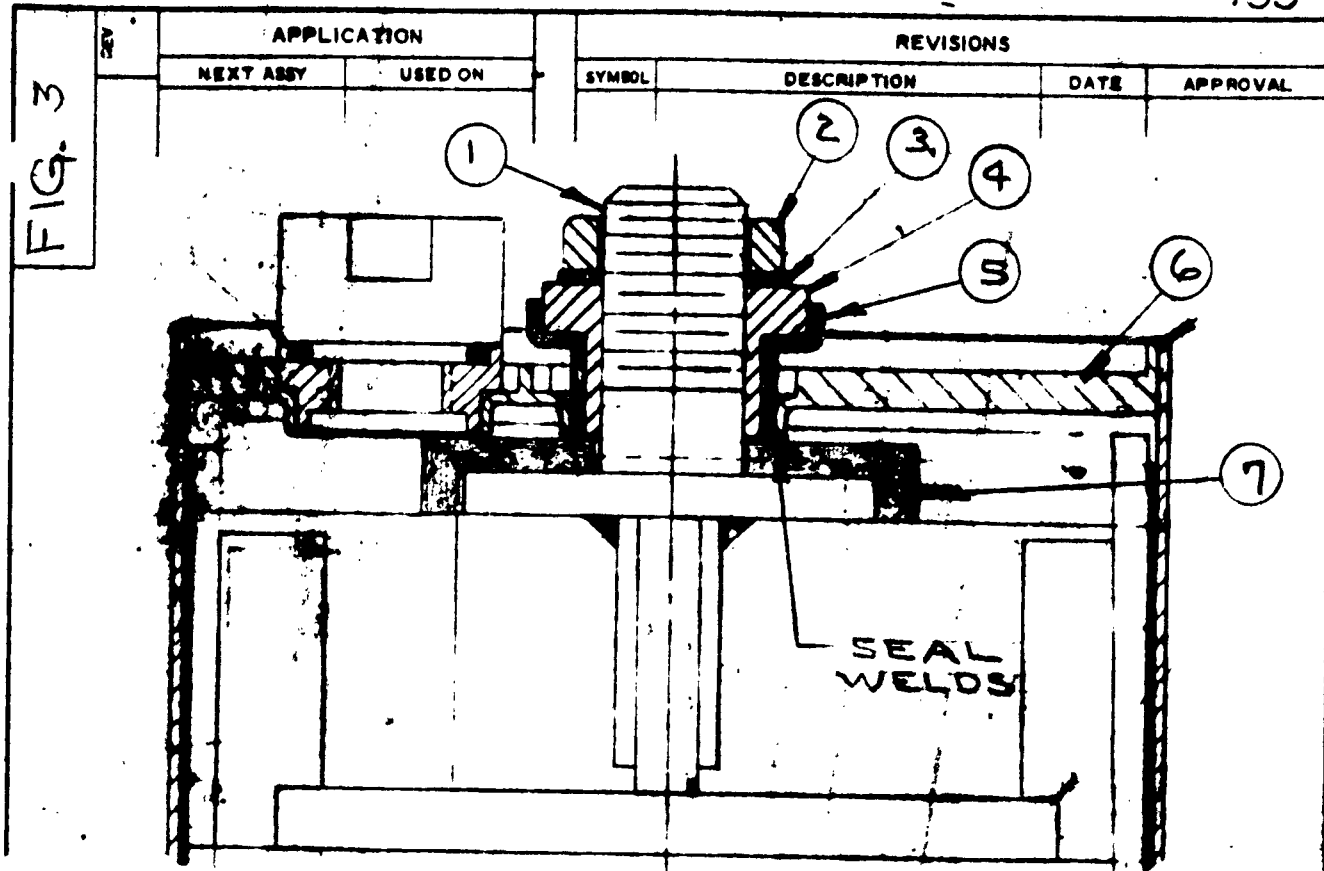 FIG. 3
REV
APPLICATION
REVISIONS
NEXT ASSY
USED ON
SYMBOL
DESCRIPTION
DATE
APPROVAL
1
2
3
4
5
6
7
SEAL
WELDS